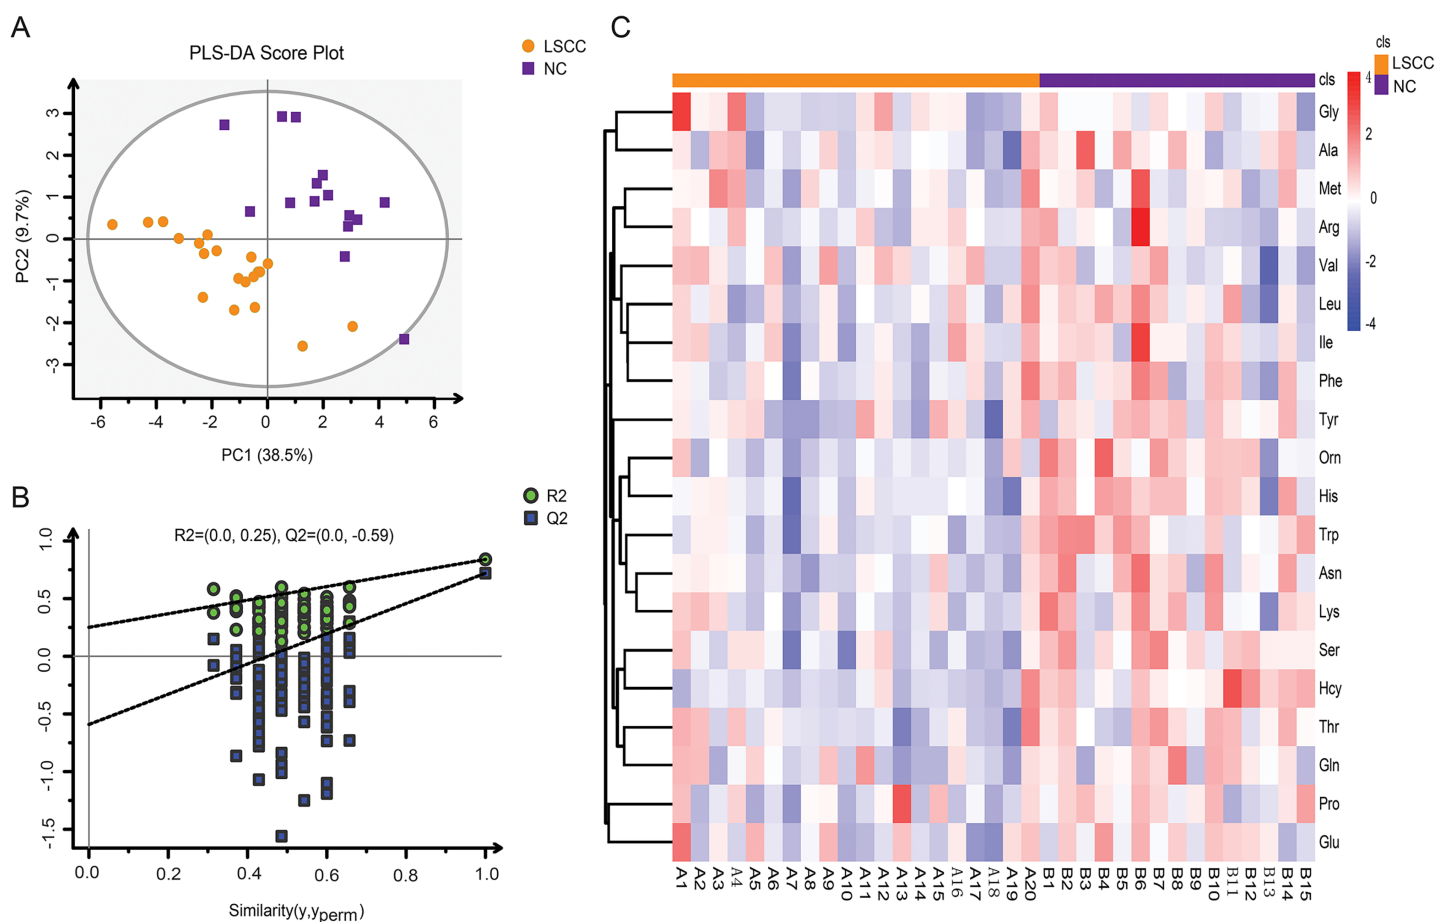 A
PLS-DA Score Plot
LSCC
NC
3
2
1
0
-1
-2
-3
PC2 (9.7%)
-6
-4
-2
0
2
4
6
PC1 (38.5%)
B
R2
Q2
R2=(0.0, 0.25), Q2=(0.0, -0.59)
1.0
0.5
0.0
-0.5
-1.0
-1.5
0.0
0.2
0.4
0.6
0.8
1.0
Similarity(y,yperm)
C
cls
LSCC
NC
4
2
0
-2
-4
cls
Gly
Ala
Met
Arg
Val
Leu
Ile
Phe
Tyr
Orn
His
Trp
Asn
Lys
Ser
Hcy
Thr
Gln
Pro
Glu
A1
A2
A3
A4
A5
A6
A7
A8
A9
A10
A11
A12
A13
A14
A15
A16
A17
A18
A19
A20
B1
B2
B3
B4
B5
B6
B7
B8
B9
B10
B11
B12
B13
B14
B15